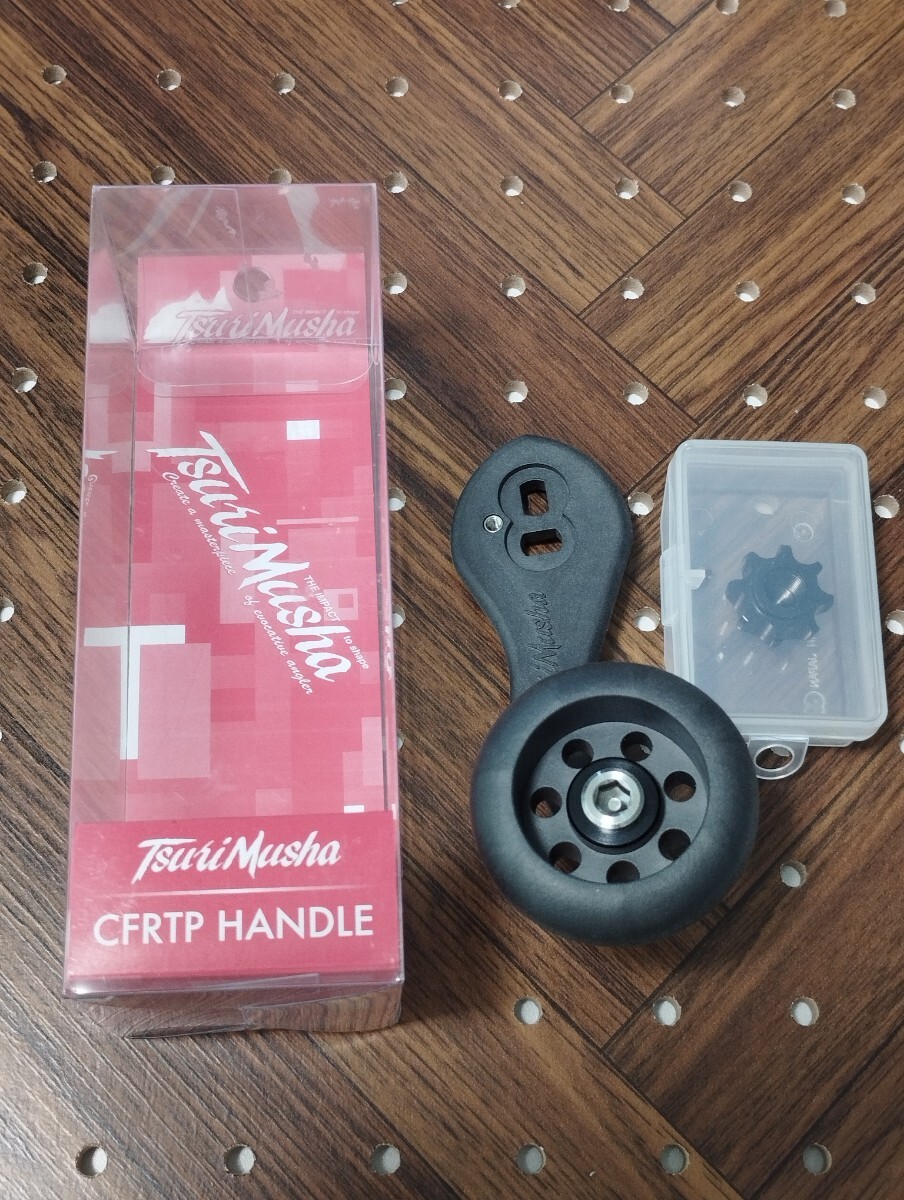 TsuriMusha
TsuriMusha
Create a masterpiece
of evocative angler
THE IMPACT to shape
T
TsuriMusha
CFRTP HANDLE
Musha